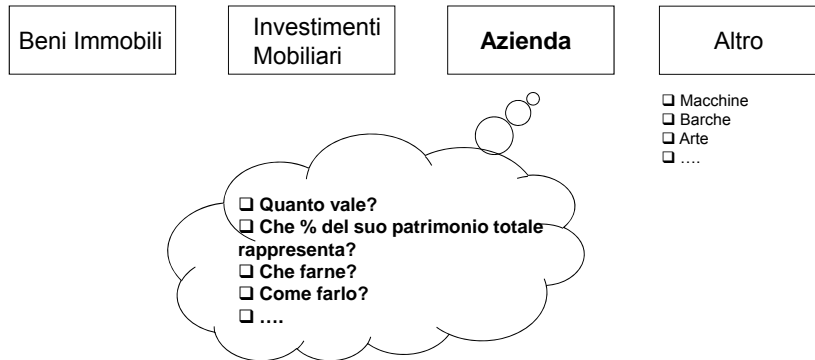 Beni Immobili
Investimenti
Mobiliari
Azienda
Altro
❑ Macchine
❑ Barche
❑ Arte
❑ ....
❑ Quanto vale?
❑ Che % del suo patrimonio totale
rappresenta?
❑ Che farne?
❑ Come farlo?
❑ ....